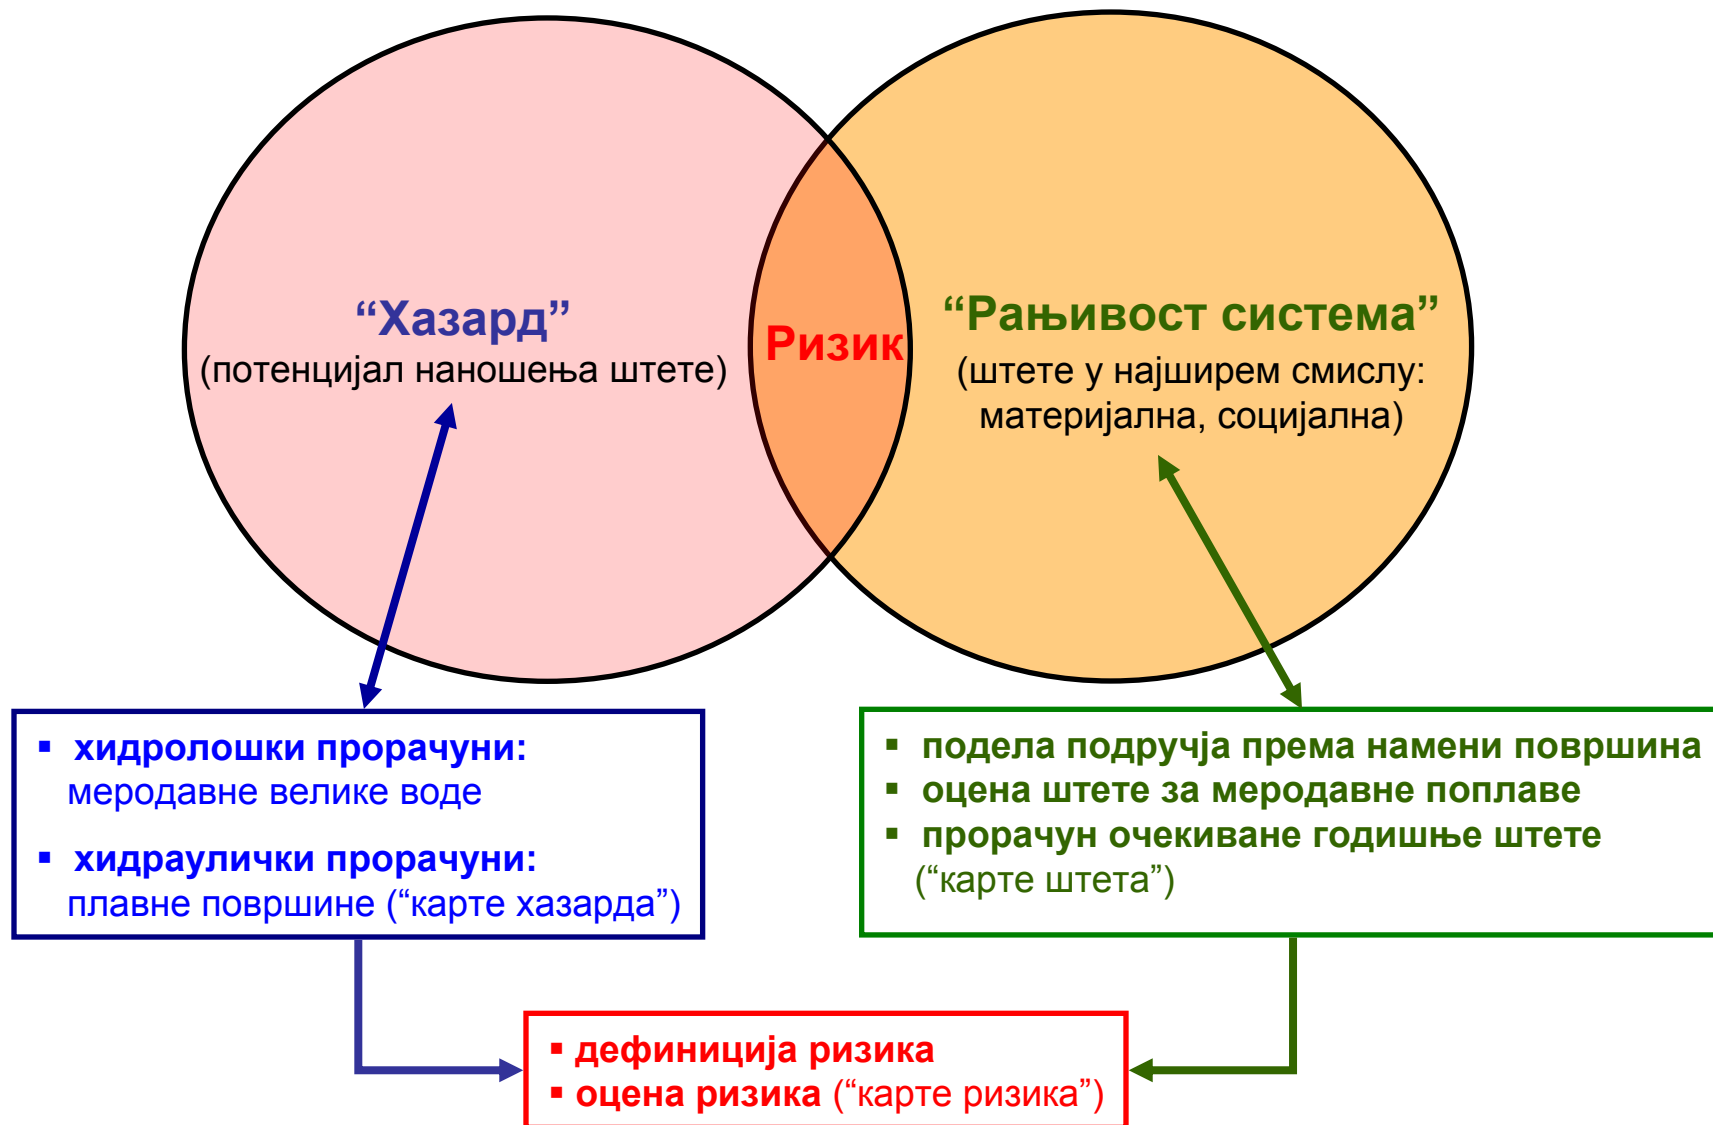 “Хазард”
(потенцијал наношења штете)
Ризик
“Рањивост система”
(штете у најширем смислу:
материјална, социјална)
▪ хидролошки прорачуни:
меродавне велике воде
▪ хидраулички прорачуни:
плавне површине (“карте хазарда”)
▪ подела подручја према намени површина
▪ оцена штете за меродавне поплаве
▪ прорачун очекиване годишње штете
(“карте штета”)
▪ дефиниција ризика
▪ оцена ризика (“карте ризика”)